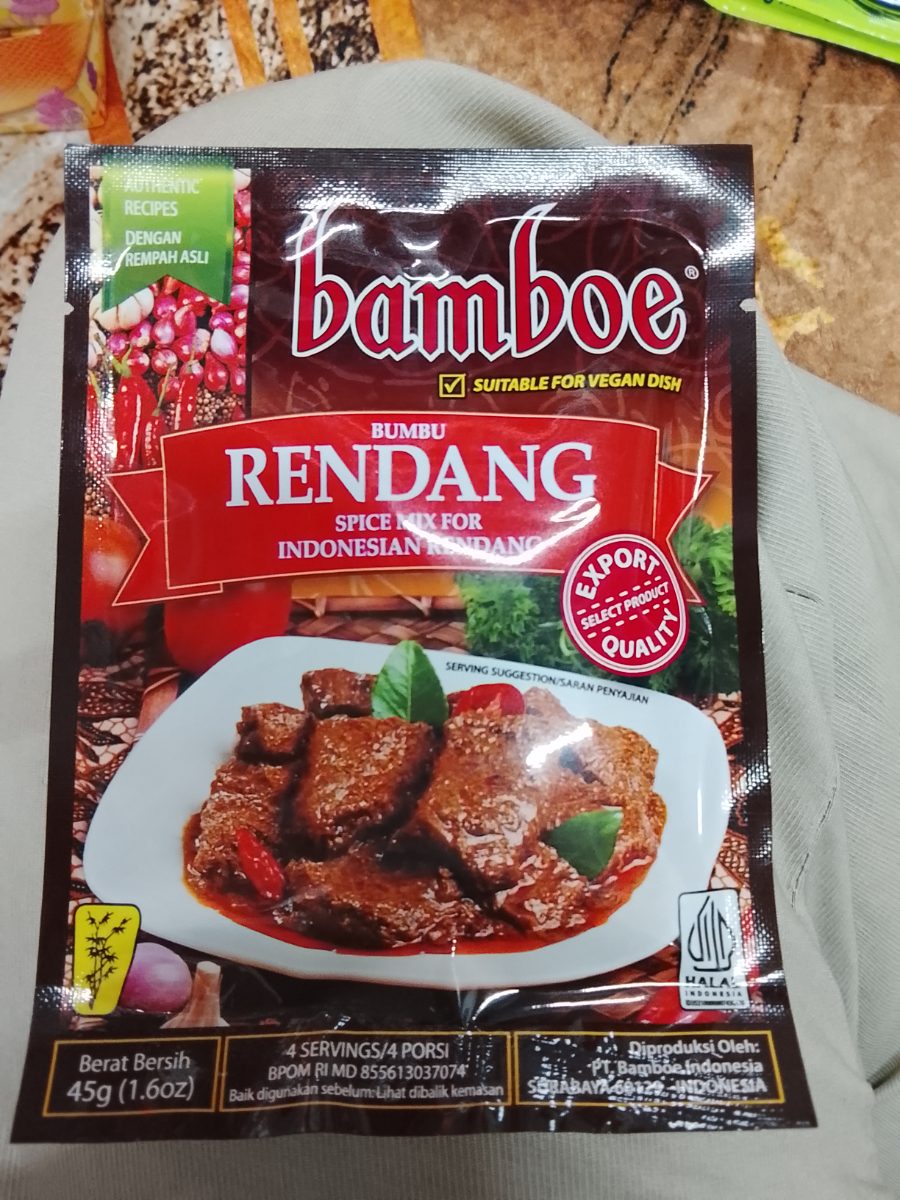 AUTHENTIC
RECIPES
DENGAN
REMPAH ASLI
bamboe®
SUITABLE FOR VEGAN DISH
BUMBU
RENDANG
SPICE MIX FOR
INDONESIAN RENDANG
EXPORT
SELECT PRODUCT
QUALITY
SERVING SUGGESTION/SARAN PENYAJIAN
HALAL
INDONESIA
Berat Bersih
45g (1.6oz)
4 SERVINGS/4 PORSI
BPOM RI MD 855613037074
Baik digunakan sebelum:Lihat dibalik kemasan
Diproduksi Oleh:
PT. Bamboe Indonesia
SURABAYA 60129 - INDONESIA